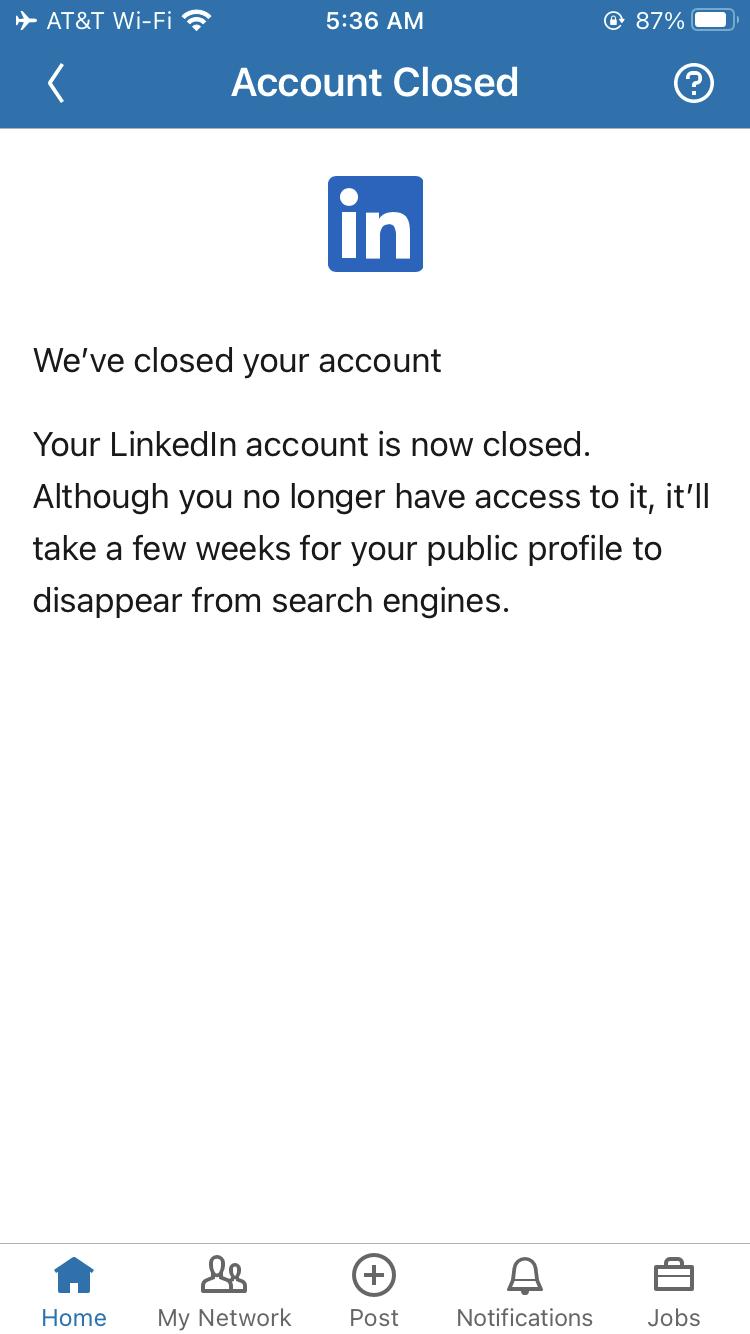 AT&T Wi-Fi 5:36 AM 87%
Account Closed
in
We’ve closed your account
Your LinkedIn account is now closed.
Although you no longer have access to it, it’ll
take a few weeks for your public profile to
disappear from search engines.
Home My Network Post Notifications Jobs